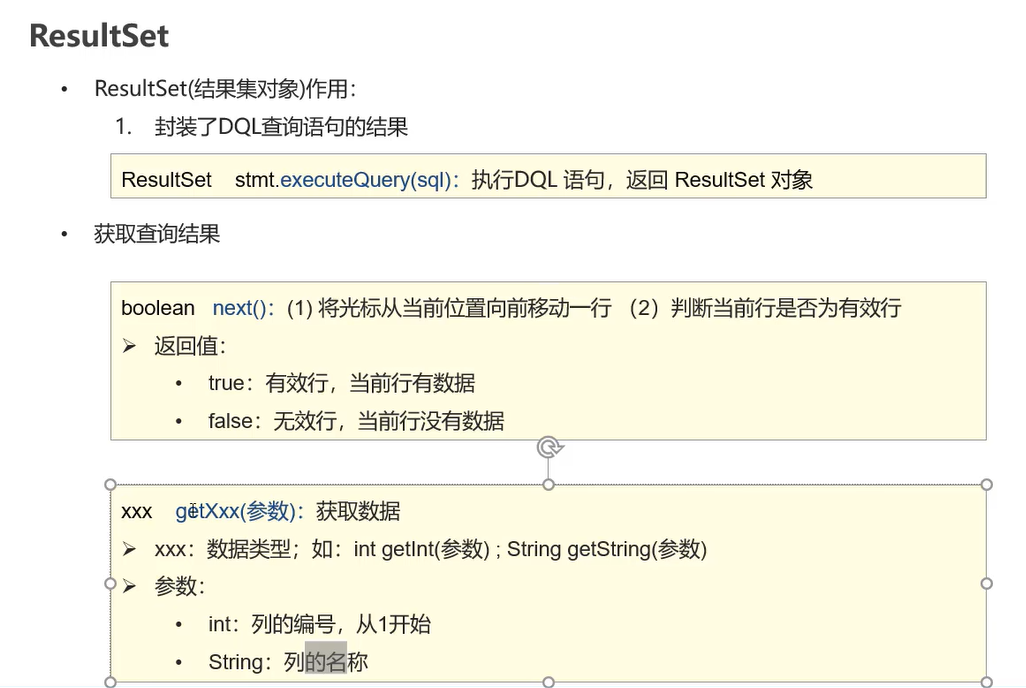 ResultSet
• ResultSet(结果集对象)作用：
1. 封装了DQL查询语句的结果
ResultSet stmt.executeQuery(sql)：执行DQL 语句，返回 ResultSet 对象
• 获取查询结果
boolean next()：(1) 将光标从当前位置向前移动一行 （2）判断当前行是否为有效行
➢ 返回值：
• true：有效行，当前行有数据
• false：无效行，当前行没有数据
xxx getXxx(参数)：获取数据
➢ xxx：数据类型；如：int getInt(参数) ; String getString(参数)
➢ 参数：
• int：列的编号，从1开始
• String：列的名称